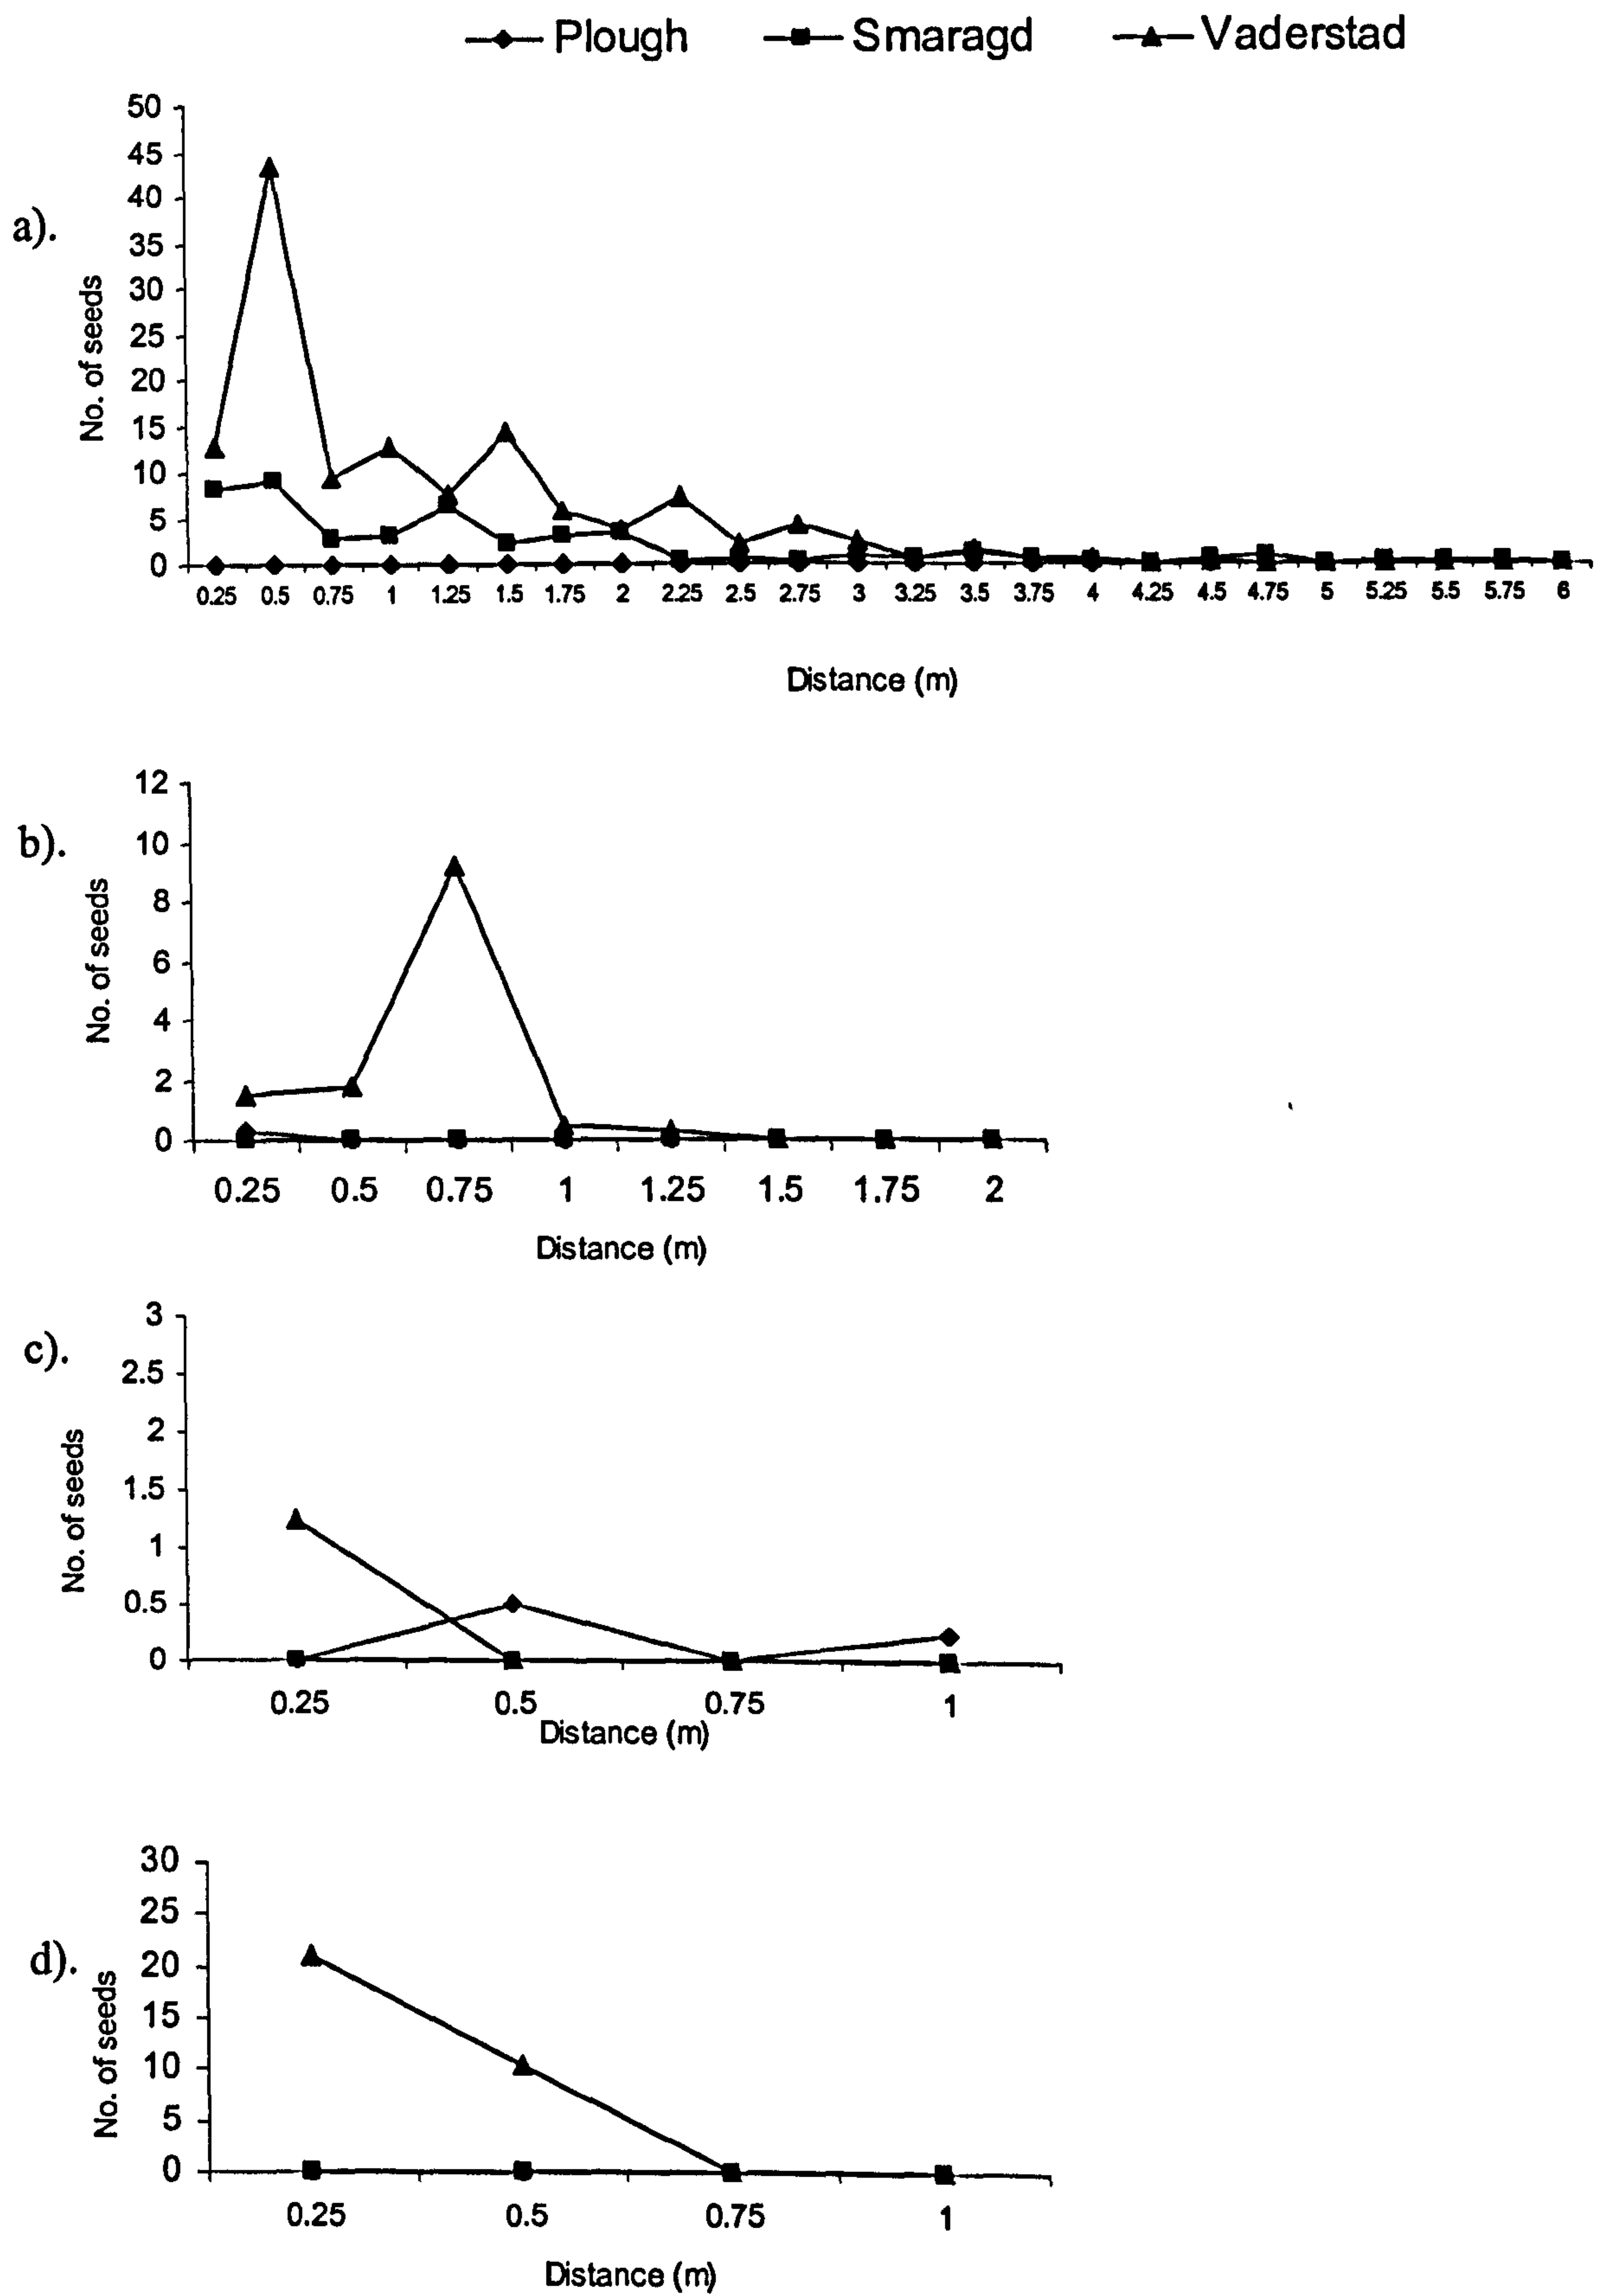 Plough Smaragd Vaderstad
a).
No. of seeds
50
45
40
35
30
25
20
15
10
5
0
0.25 0.5 0.75 1 1.25 1.5 1.75 2 2.25 2.5 2.75 3 3.25 3.5 3.75 4 4.25 4.5 4.75 5 5.25 5.5 5.75 6
Distance (m)
b).
No. of seeds
12
10
8
6
4
2
0
0.25 0.5 0.75 1 1.25 1.5 1.75 2
Distance (m)
c).
No. of seeds
3
2.5
2
1.5
1
0.5
0
0.25 0.5 0.75 1
Distance (m)
d).
No. of seeds
30
25
20
15
10
5
0
0.25 0.5 0.75 1
Distance (m)